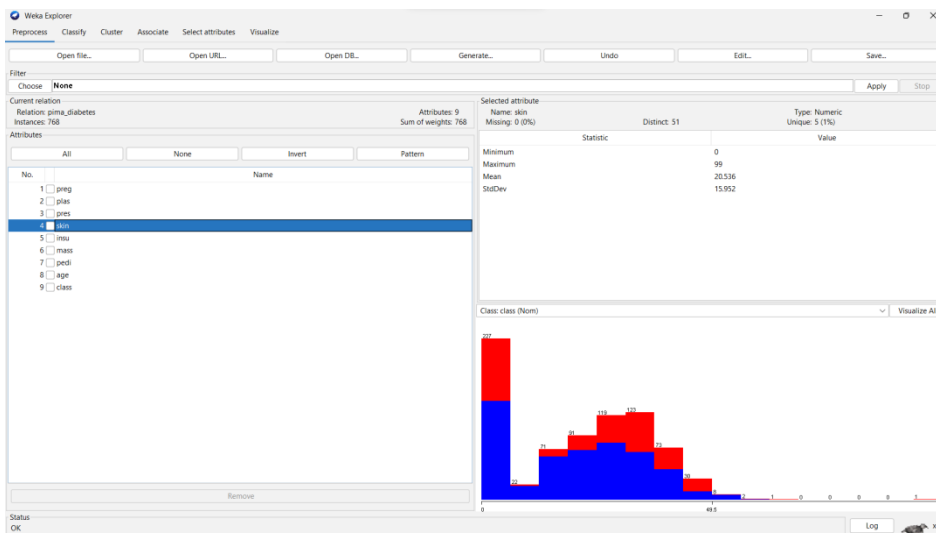 Weka Explorer
Preprocess Classify Cluster Associate Select attributes Visualize
Open file... Open URL... Open DB... Generate... Undo Edit... Save...
Filter
Choose None Apply Stop
Current relation
Relation: pima_diabetes Attributes: 9
Instances: 768 Sum of weights: 768
Attributes
All None Invert Pattern
No. Name
1 preg
2 plas
3 pres
4 skin
5 insu
6 mass
7 pedi
8 age
9 class
Remove
Selected attribute
Name: skin Type: Numeric
Missing: 0 (0%) Distinct: 51 Unique: 5 (1%)
Statistic Value
Minimum 0
Maximum 99
Mean 20.536
StdDev 15.952
Class: class (Nom) Visualize All
227
22
71
91
119
123
73
38
8
2
1
0
0
0
0
1
0 49.5
Status
OK
Log x